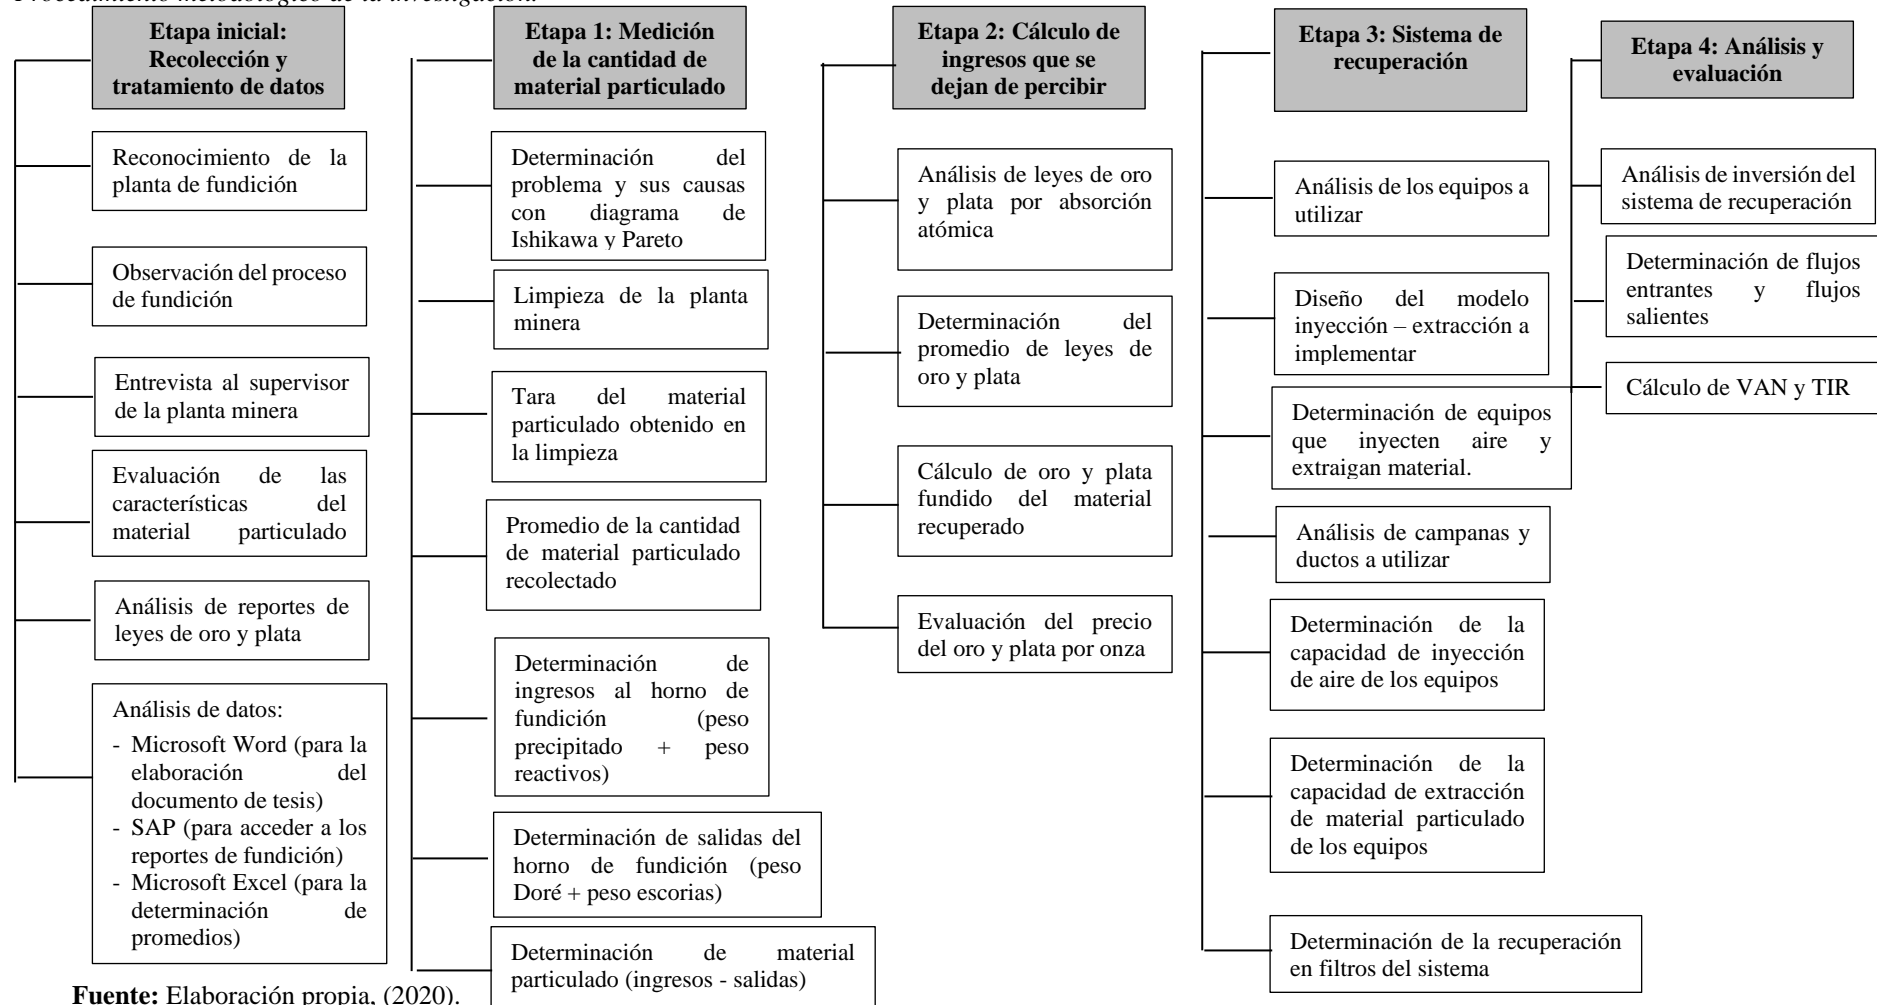 Procedimiento metodológico de la investigación.
Etapa inicial:
Recolección y
tratamiento de datos
Reconocimiento de la
planta de fundición
Observación del proceso
de fundición
Entrevista al supervisor
de la planta minera
Evaluación de las
características del
material particulado
Análisis de reportes de
leyes de oro y plata
Análisis de datos:
- Microsoft Word (para la
elaboración del
documento de tesis)
- SAP (para acceder a los
reportes de fundición)
- Microsoft Excel (para la
determinación de
promedios)
Etapa 1: Medición
de la cantidad de
material particulado
Determinación del
problema y sus causas
con diagrama de
Ishikawa y Pareto
Limpieza de la planta
minera
Tara del material
particulado obtenido en
la limpieza
Promedio de la cantidad
de material particulado
recolectado
Determinación de
ingresos al horno de
fundición (peso
precipitado + peso
reactivos)
Determinación de salidas del
horno de fundición (peso
Doré + peso escorias)
Determinación de material
particulado (ingresos - salidas)
Etapa 2: Cálculo de
ingresos que se
dejan de percibir
Análisis de leyes de oro
y plata por absorción
atómica
Determinación del
promedio de leyes de
oro y plata
Cálculo de oro y plata
fundido del material
recuperado
Evaluación del precio
del oro y plata por onza
Etapa 3: Sistema de
recuperación
Análisis de los equipos a
utilizar
Diseño del modelo
inyección – extracción a
implementar
Determinación de equipos
que inyecten aire y
extraigan material.
Análisis de campanas y
ductos a utilizar
Determinación de la
capacidad de inyección
de aire de los equipos
Determinación de la
capacidad de extracción
de material particulado
de los equipos
Determinación de la recuperación
en filtros del sistema
Etapa 4: Análisis y
evaluación
Análisis de inversión del
sistema de recuperación
Determinación de flujos
entrantes y flujos
salientes
Cálculo de VAN y TIR
Fuente: Elaboración propia, (2020).